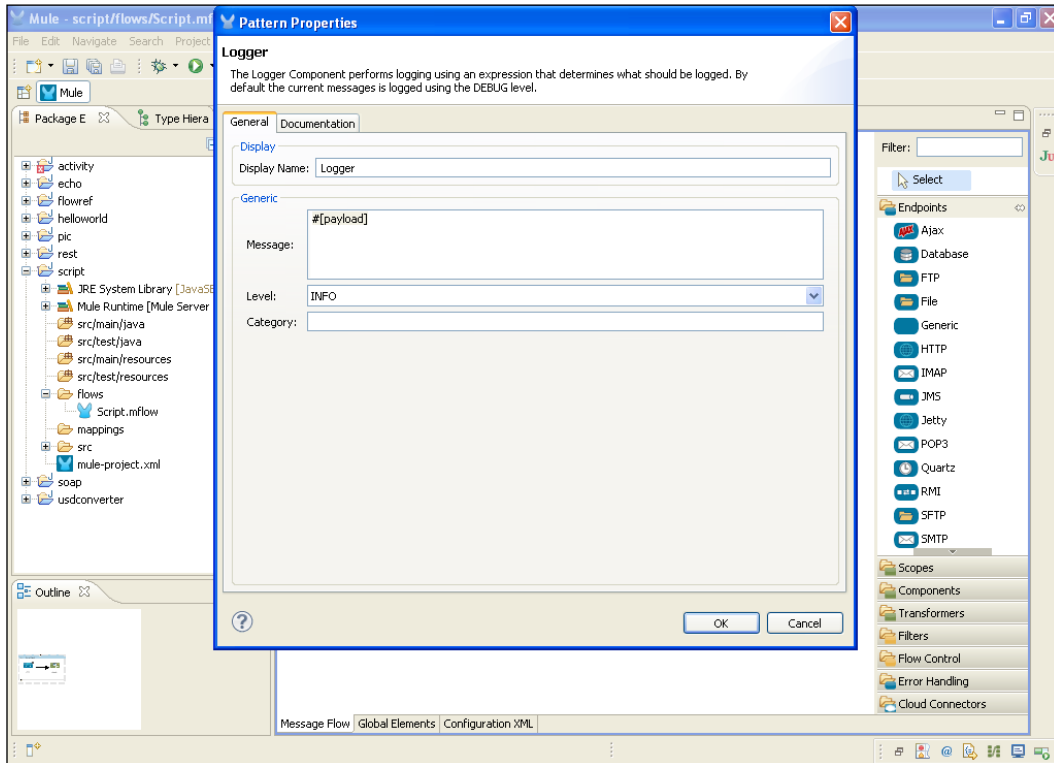 Mule - script/flows/Script.mf
File Edit Navigate Search Project
Mule
Package E
Type Hiera
activity
echo
flowref
helloworld
pic
rest
script
JRE System Library [JavaSE
Mule Runtime [Mule Server
src/main/java
src/test/java
src/main/resources
src/test/resources
flows
Script.mflow
mappings
src
mule-project.xml
soap
usdconverter
Outline
Pattern Properties
Logger
The Logger Component performs logging using an expression that determines what should be logged. By
default the current messages is logged using the DEBUG level.
General Documentation
Display
Display Name: Logger
Generic
Message: #[payload]
Level: INFO
Category:
?
OK Cancel
Message Flow Global Elements Configuration XML
Filter:
Select
Endpoints
Ajax
Database
FTP
File
Generic
HTTP
IMAP
JMS
Jetty
POP3
Quartz
RMI
SFTP
SMTP
Scopes
Components
Transformers
Filters
Flow Control
Error Handling
Cloud Connectors
Ju